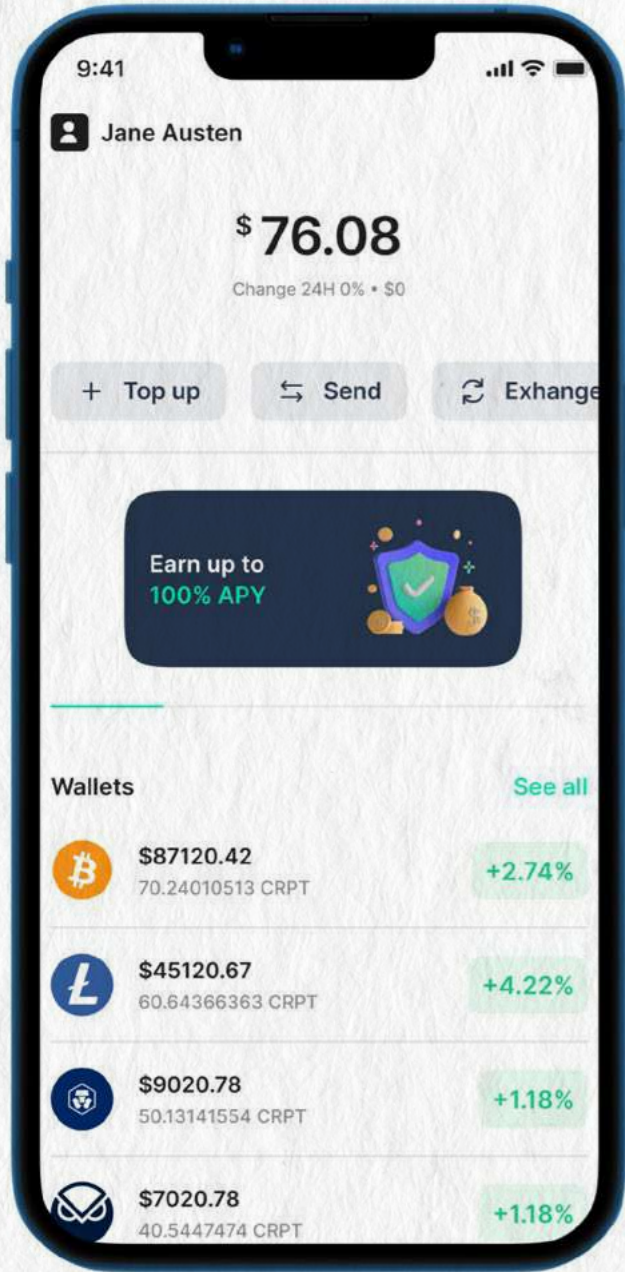 9:41
Jane Austen
$ 76.08
Change 24H 0% • $0
+ Top up
Send
Exhange
Earn up to
100% APY
Wallets
See all
$87120.42
+2.74%
70.24010513 CRPT
$45120.67
+4.22%
60.64366363 CRPT
$9020.78
+1.18%
50.13141554 CRPT
$7020.78
+1.18%
40.5447474 CRPT